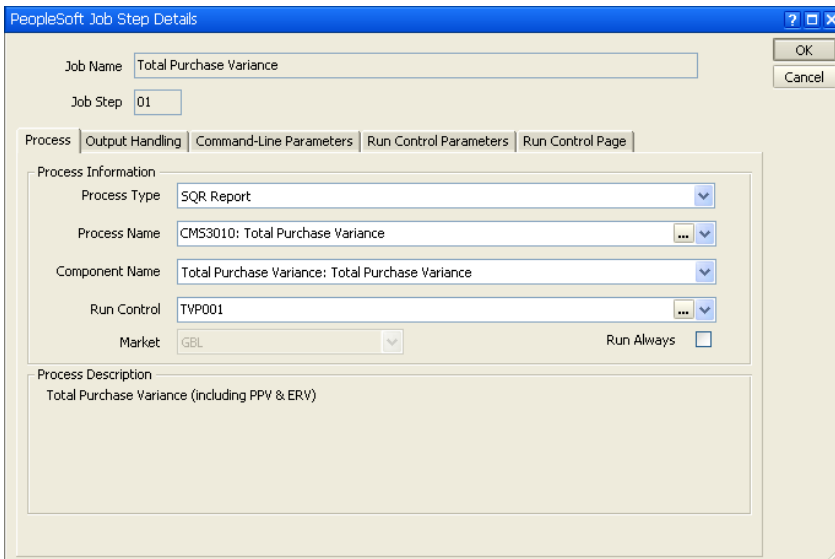 PeopleSoft Job Step Details
OK
Job Name Total Purchase Variance
Cancel
Job Step 01
Process Output Handling Command-Line Parameters Run Control Parameters Run Control Page
Process Information
Process Type SQR Report
Process Name CMS3010: Total Purchase Variance ...
Component Name Total Purchase Variance: Total Purchase Variance
Run Control TVP001 ...
Market GBL Run Always
Process Description
Total Purchase Variance (including PPV & ERV)